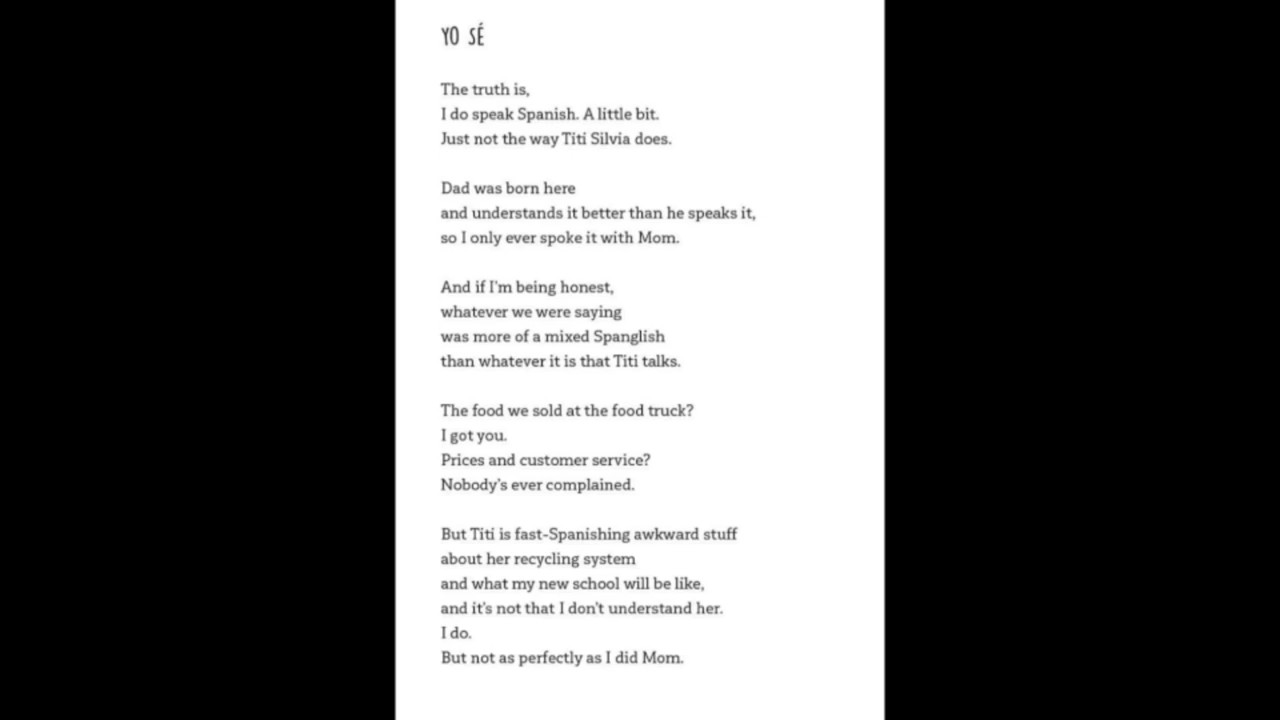 YO SÉ
The truth is,
I do speak Spanish. A little bit.
Just not the way Titi Silvia does.
Dad was born here
and understands it better than he speaks it,
so I only ever spoke it with Mom.
And if I'm being honest,
whatever we were saying
was more of a mixed Spanglish
than whatever it is that Titi talks.
The food we sold at the food truck?
I got you.
Prices and customer service?
Nobody's ever complained.
But Titi is fast-Spanishing awkward stuff
about her recycling system
and what my new school will be like,
and it's not that I don't understand her.
I do.
But not as perfectly as I did Mom.